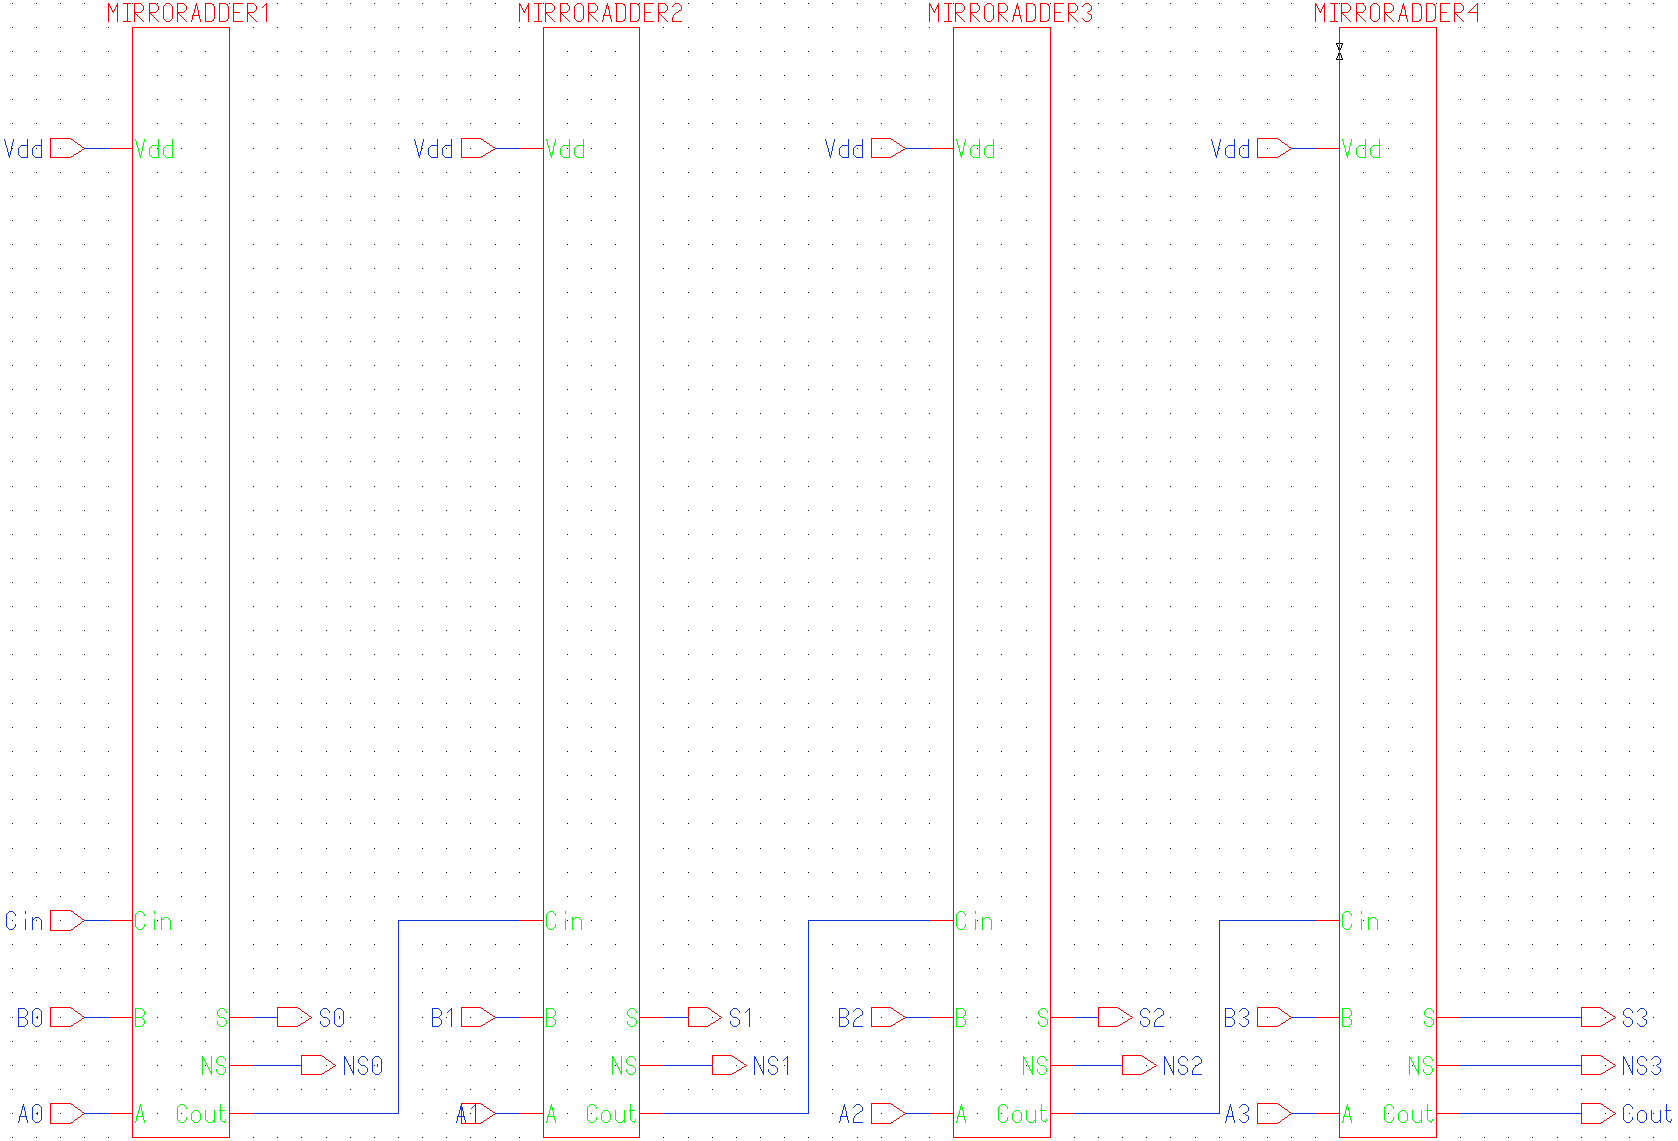 MIRRORADDER1 MIRRORADDER2 MIRRORADDER3 MIRRORADDER4
Vdd Vdd Vdd Vdd Vdd Vdd Vdd Vdd
Cin Cin Cin Cin Cin
B0 B S S0 B1 B S S1 B2 B S S2 B3 B S S3
NS NS0 NS NS1 NS NS2 NS NS3
A0 A Cout A1 A Cout A2 A Cout A3 A Cout Cout